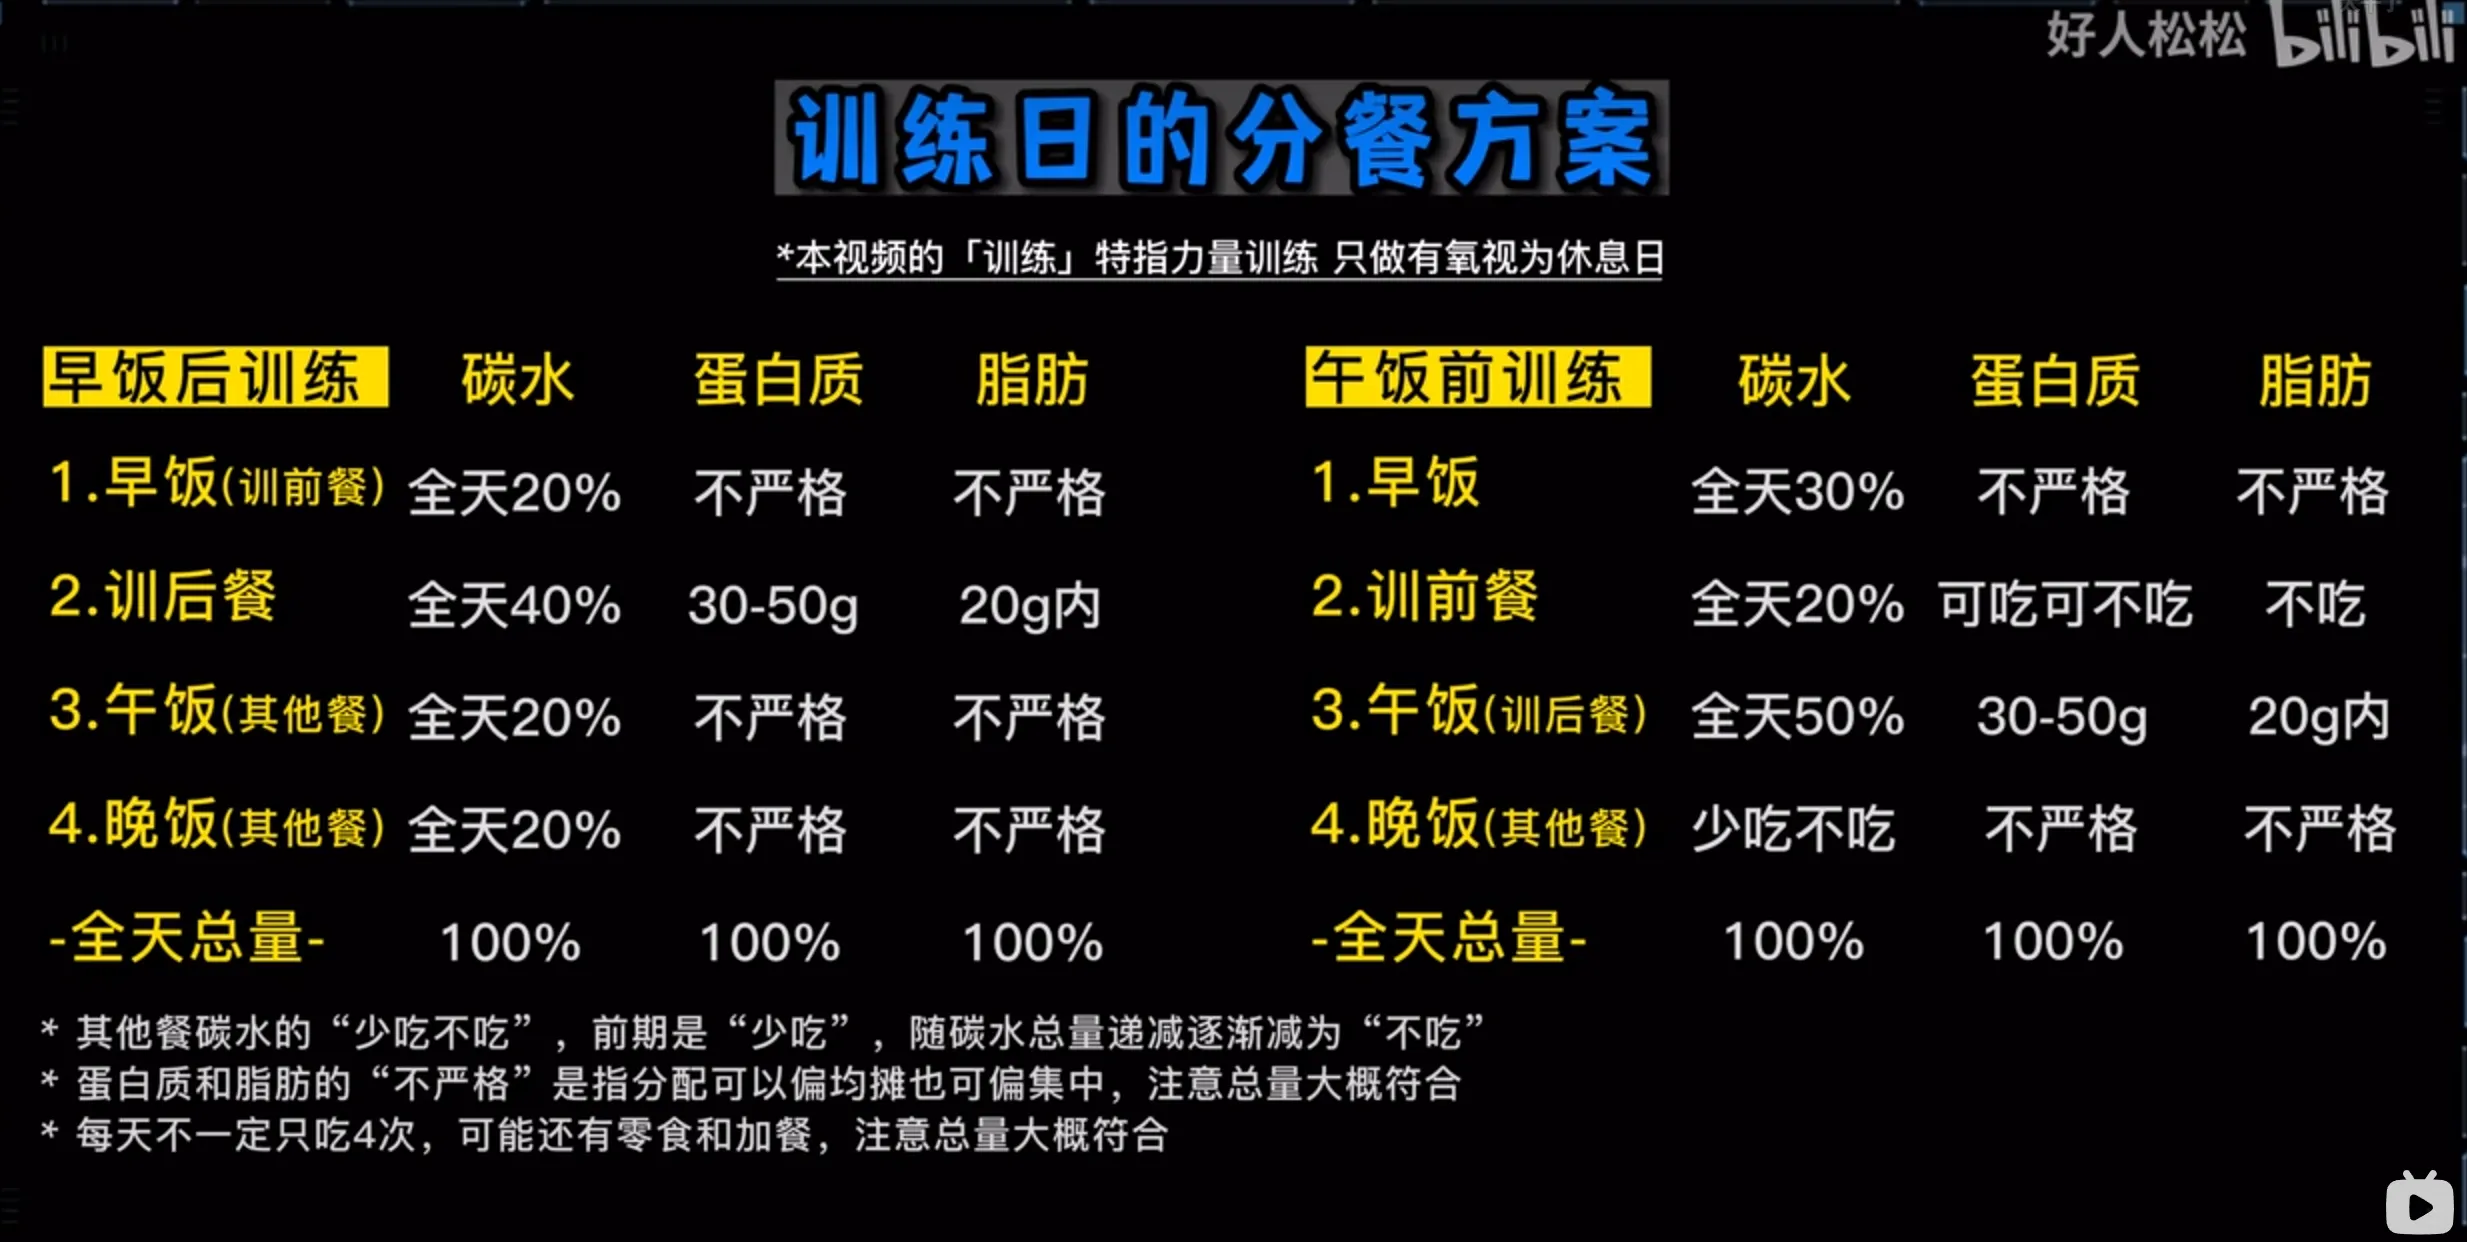 好人松松 bilibili
训练日的分餐方案
*本视频的「训练」特指力量训练 只做有氧视为休息日
早饭后训练 碳水 蛋白质 脂肪
1.早饭(训前餐) 全天20% 不严格 不严格
2.训后餐 全天40% 30-50g 20g内
3.午饭(其他餐) 全天20% 不严格 不严格
4.晚饭(其他餐) 全天20% 不严格 不严格
-全天总量- 100% 100% 100%
午饭前训练 碳水 蛋白质 脂肪
1.早饭 全天30% 不严格 不严格
2.训前餐 全天20% 可吃可不吃 不吃
3.午饭(训后餐) 全天50% 30-50g 20g内
4.晚饭(其他餐) 少吃不吃 不严格 不严格
-全天总量- 100% 100% 100%
* 其他餐碳水的“少吃不吃”，前期是“少吃”，随碳水总量递减逐渐减为“不吃”
* 蛋白质和脂肪的“不严格”是指分配可以偏均摊也可偏集中，注意总量大概符合
* 每天不一定只吃4次，可能还有零食和加餐，注意总量大概符合